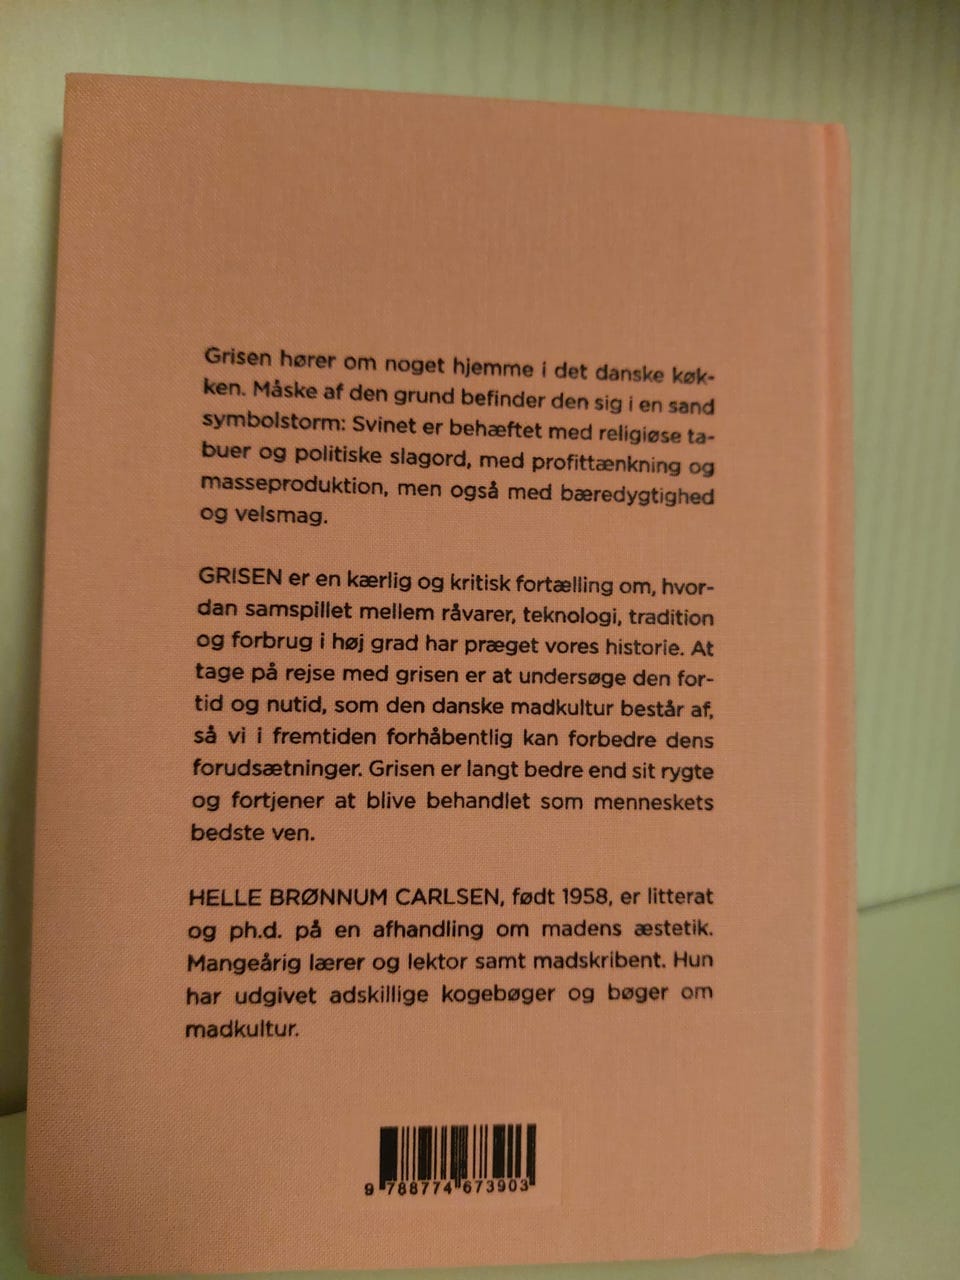 Grisen hører om noget hjemme i det danske køk-
ken. Måske af den grund befinder den sig i en sand
symbolstorm: Svinet er behæftet med religiøse ta-
buer og politiske slagord, med profittænkning og
masseproduktion, men også med bæredygtighed
og velsmag.
GRISEN er en kærlig og kritisk fortælling om, hvor-
dan samspillet mellem råvarer, teknologi, tradition
og forbrug i høj grad har præget vores historie. At
tage på rejse med grisen er at undersøge den for-
tid og nutid, som den danske madkultur består af,
så vi i fremtiden forhåbentlig kan forbedre dens
forudsætninger. Grisen er langt bedre end sit rygte
og fortjener at blive behandlet som menneskets
bedste ven.
HELLE BRØNNUM CARLSEN, født 1958, er litterat
og ph.d. på en afhandling om madens æstetik.
Mangeårig lærer og lektor samt madskribent. Hun
har udgivet adskillige kogebøger og bøger om
madkultur.
9 788774 673903